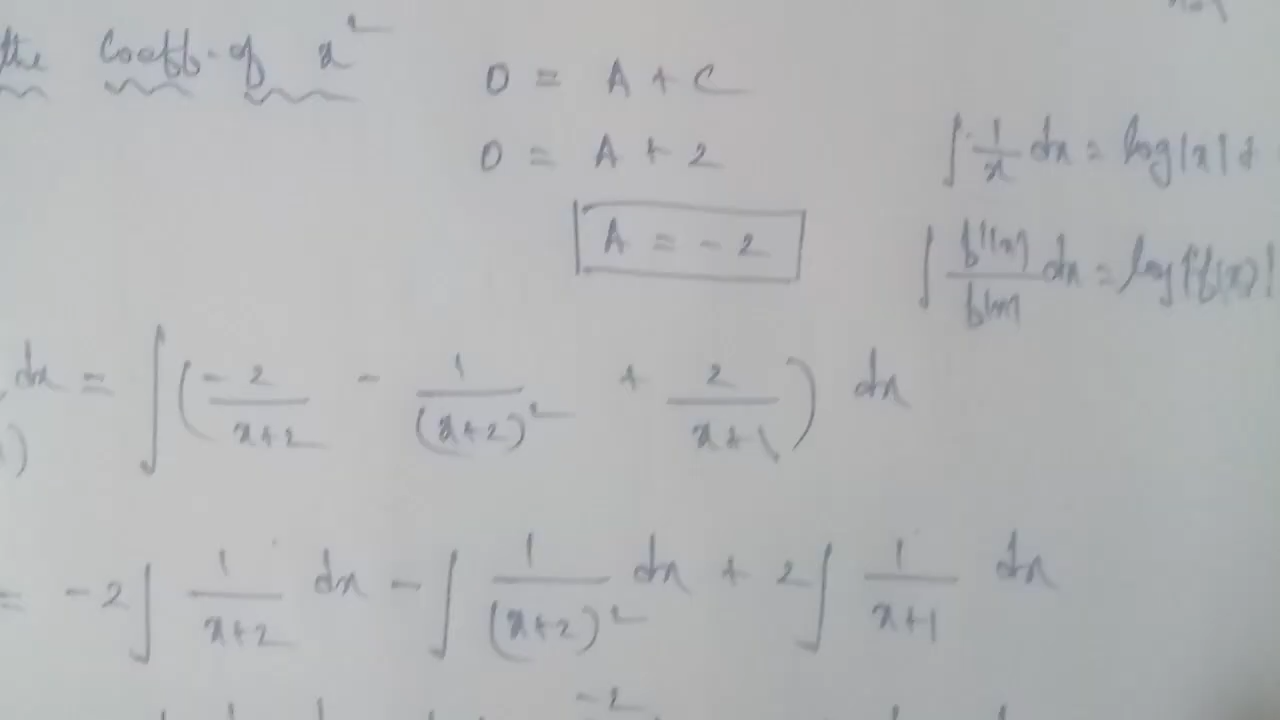 the coeff. of x²
0 = A + C
0 = A + 2
A = -2
∫ 1/x dx = log|x| +
∫ f'(x)/f(x) dx = log|f(x)|
dx = ∫ ( -2/(x+2) - 1/(x+2)² + 2/(x+1) ) dx
= -2 ∫ 1/(x+2) dx - ∫ 1/(x+2)² dx + 2 ∫ 1/(x+1) dx
-2